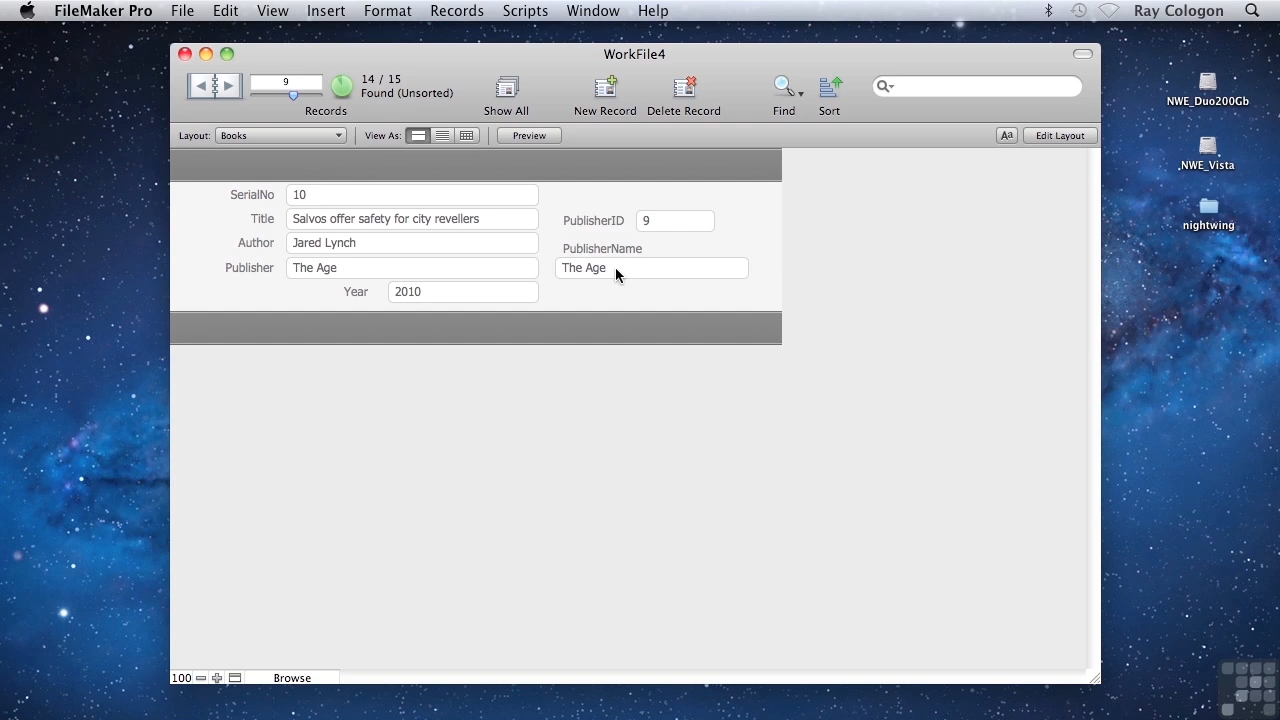 FileMaker Pro File Edit View Insert Format Records Scripts Window Help Ray Cologon
WorkFile4
9 14 / 15
Found (Unsorted)
Records Show All New Record Delete Record Find Sort
Layout: Books View As: Preview Aa Edit Layout
SerialNo 10
Title Salvos offer safety for city revellers
PublisherID 9
Author Jared Lynch
PublisherName
Publisher The Age The Age
Year 2010
100 Browse
NWE_Duo200Gb
NWE_Vista
nightwing